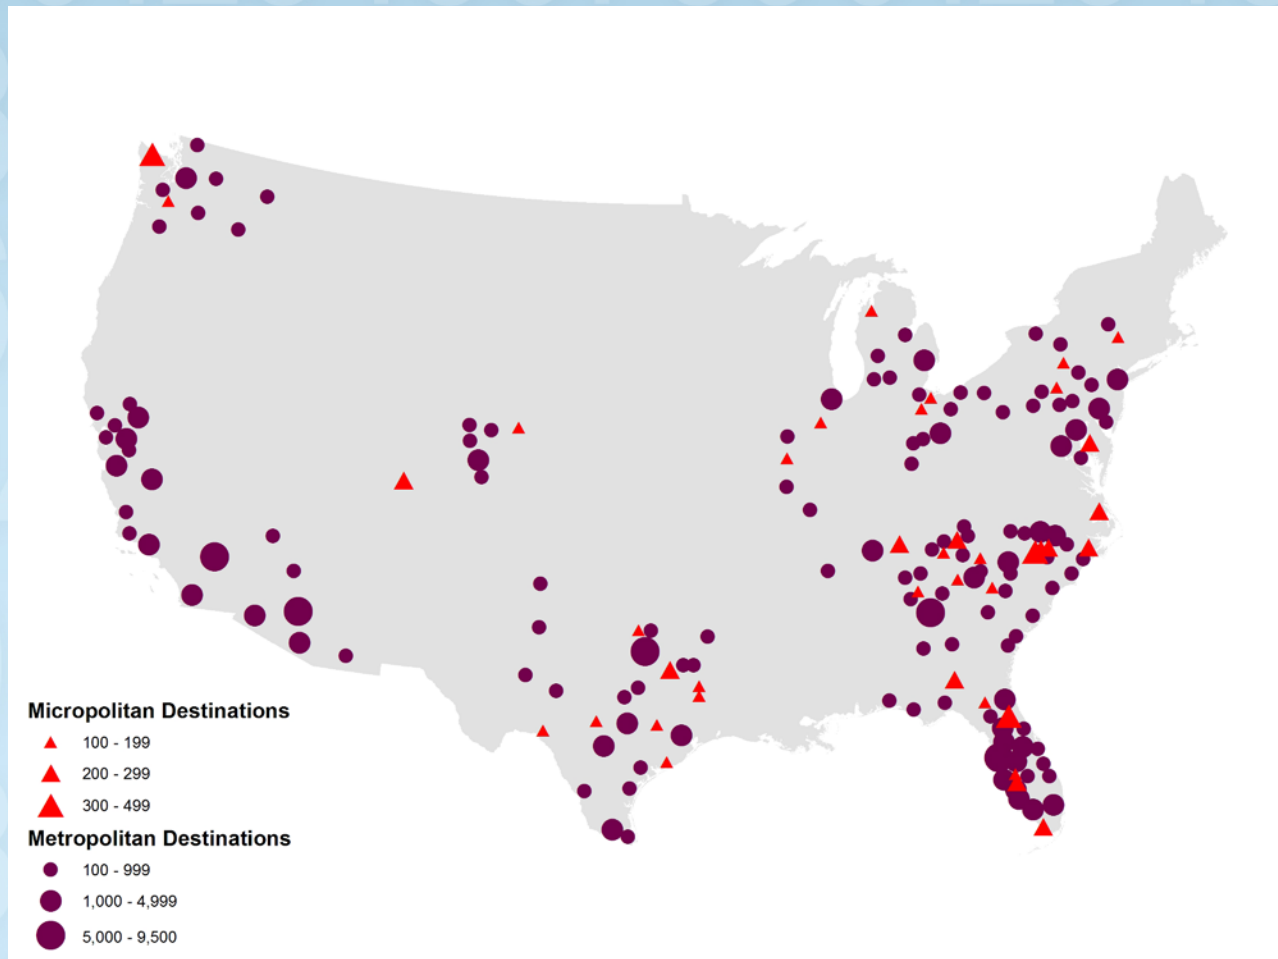 Micropolitan Destinations
100 - 199
200 - 299
300 - 499
Metropolitan Destinations
100 - 999
1,000 - 4,999
5,000 - 9,500